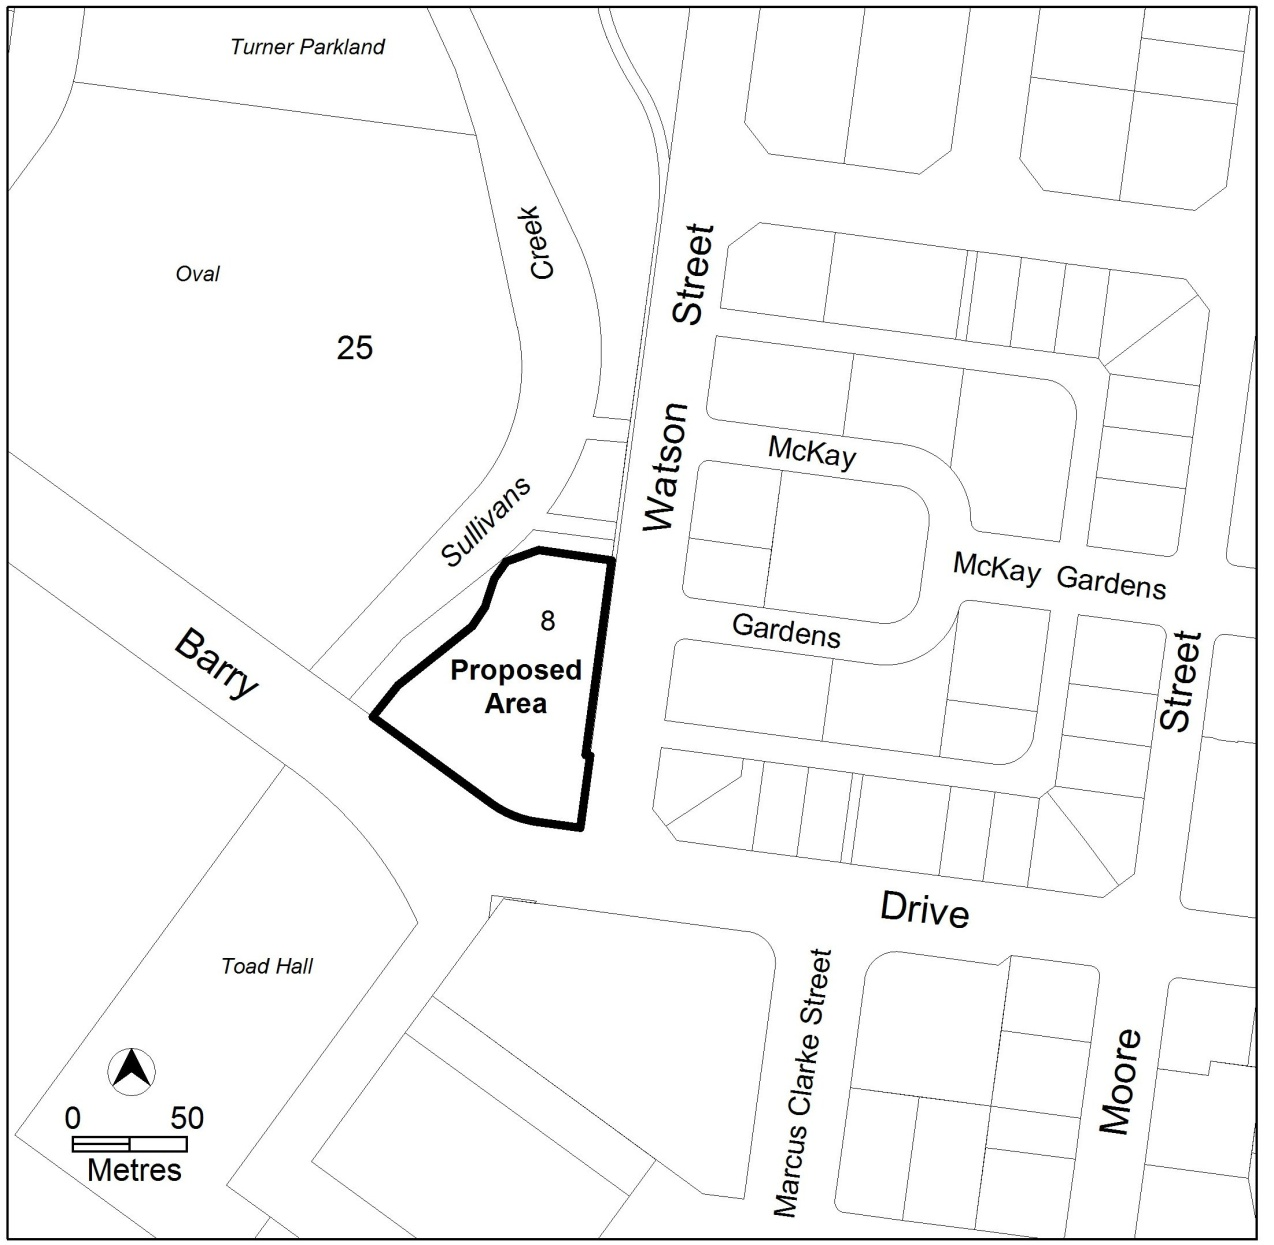 Turner Parkland
Creek
Oval
25
Street
Watson
McKay
Sullivans
McKay Gardens
Gardens
8
Proposed
Area
Barry
Street
Drive
Toad Hall
Marcus Clarke Street
Moore
0 50
Metres